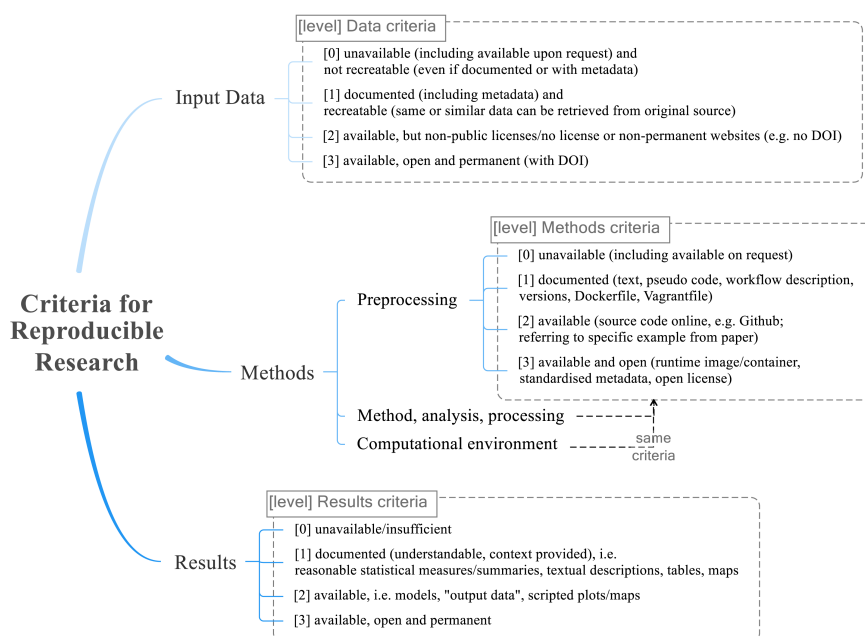 [level] Data criteria
[0] unavailable (including available upon request) and
not recreatable (even if documented or with metadata)
Input Data
[1] documented (including metadata) and
recreatable (same or similar data can be retrieved from original source)
[2] available, but non-public licenses/no license or non-permanent websites (e.g. no DOI)
[3] available, open and permanent (with DOI)
[level] Methods criteria
[0] unavailable (including available on request)
Preprocessing
[1] documented (text, pseudo code, workflow description,
versions, Dockerfile, Vagrantfile)
[2] available (source code online, e.g. Github;
referring to specific example from paper)
[3] available and open (runtime image/container,
standardised metadata, open license)
Criteria for
Reproducible
Research
Methods
Method, analysis, processing
Computational environment
same
criteria
[level] Results criteria
[0] unavailable/insufficient
Results
[1] documented (understandable, context provided), i.e.
reasonable statistical measures/summaries, textual descriptions, tables, maps
[2] available, i.e. models, "output data", scripted plots/maps
[3] available, open and permanent